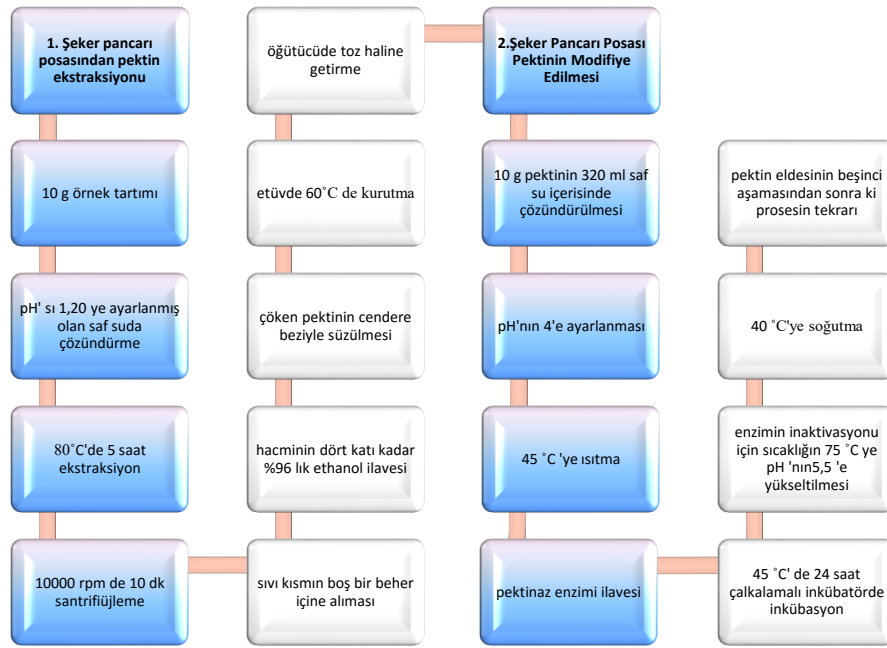 1. Şeker pancarı
posasından pektin
ekstraksiyonu
10 g örnek tartımı
pH' sı 1,20 ye ayarlanmış
olan saf suda
çözündürme
80˚C'de 5 saat
ekstraksiyon
10000 rpm de 10 dk
santrifiüjleme
sıvı kısmın boş bir beher
içine alıması
hacminin dört katı kadar
%96 lık ethanol ilavesi
çöken pektinin cendere
beziyle süzülmesi
etüvde 60˚C de kurutma
öğütücüde toz haline
getirme
2.Şeker Pancarı Posası
Pektinin Modifiye
Edilmesi
10 g pektinin 320 ml saf
su içerisinde
çözündürülmesi
pH'nın 4'e ayarlanması
45 ˚C 'ye ısıtma
pektinaz enzimi ilavesi
45 ˚C' de 24 saat
çalkalamalı inkübatörde
inkübasyon
enzimin inaktivasyonu
için sıcaklığın 75 ˚C ye
pH 'nın5,5 'e
yükseltilmesi
40 ˚C'ye soğutma
pektin eldesinin beşinci
aşamasından sonra ki
prosesin tekrarı